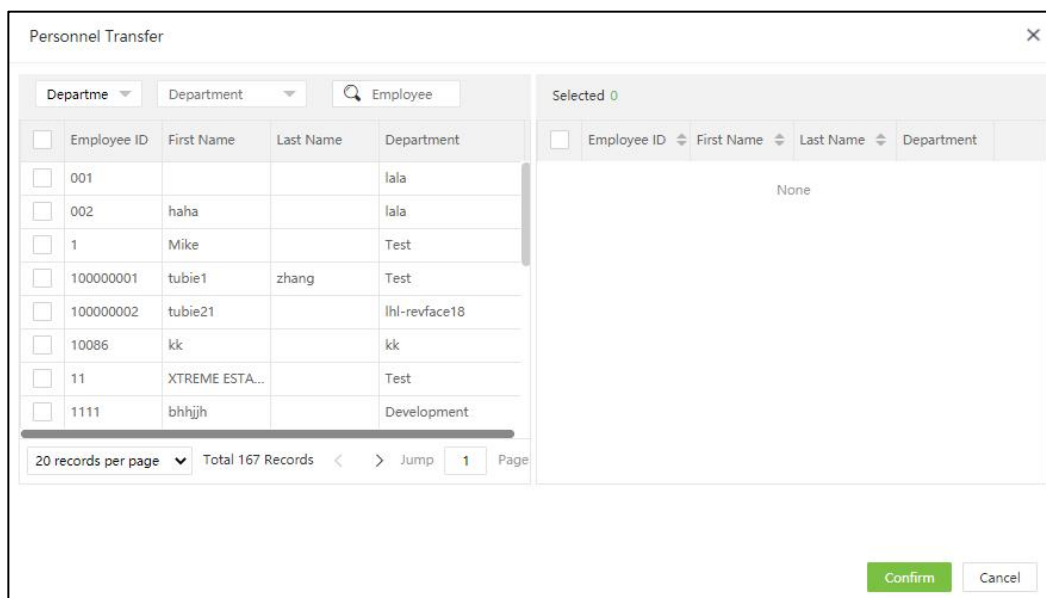 Personnel Transfer
Departme Department Employee
Employee ID First Name Last Name Department
001 lala
002 haha lala
1 Mike Test
100000001 tubie1 zhang Test
100000002 tubie21 lhl-revface18
10086 kk kk
11 XTREME ESTA... Test
1111 bhhjjh Development
20 records per page Total 167 Records < > Jump 1 Page
Selected 0
Employee ID First Name Last Name Department
None
Confirm Cancel